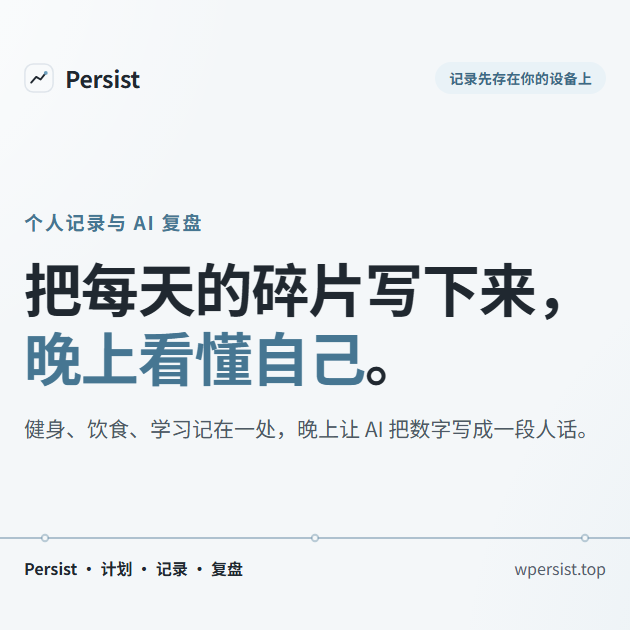 Persist
记录先存在你的设备上
个人记录与 AI 复盘
把每天的碎片写下来，
晚上看懂自己。
健身、饮食、学习记在一处，晚上让 AI 把数字写成一段人话。
Persist · 计划 · 记录 · 复盘
wpersist.top